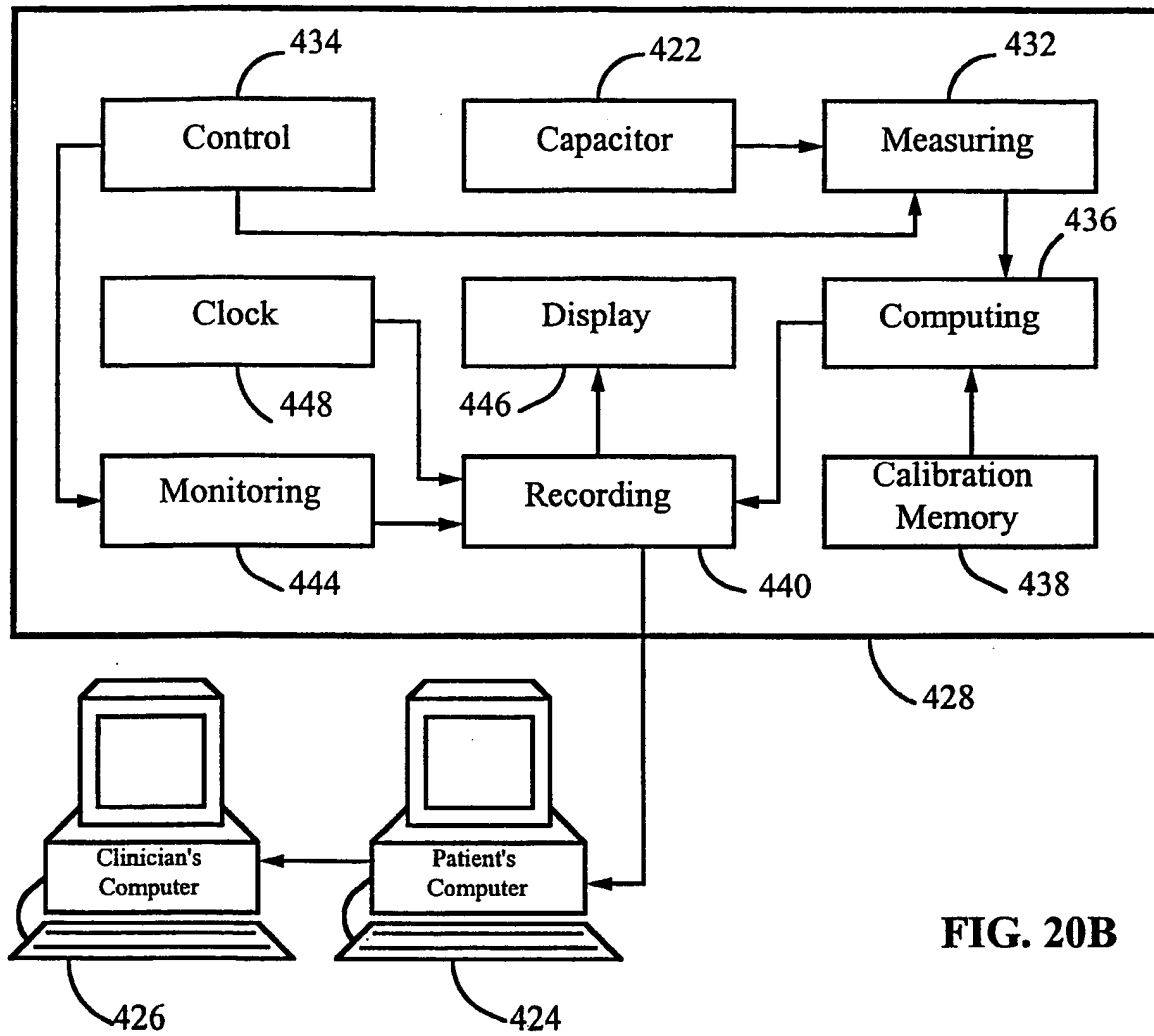 434
422
432
Control
Capacitor
Measuring
436
Clock
Display
Computing
448
446
Monitoring
Recording
Calibration
Memory
444
440
438
428
Clinician's
Computer
Patient's
Computer
FIG. 20B
426
424